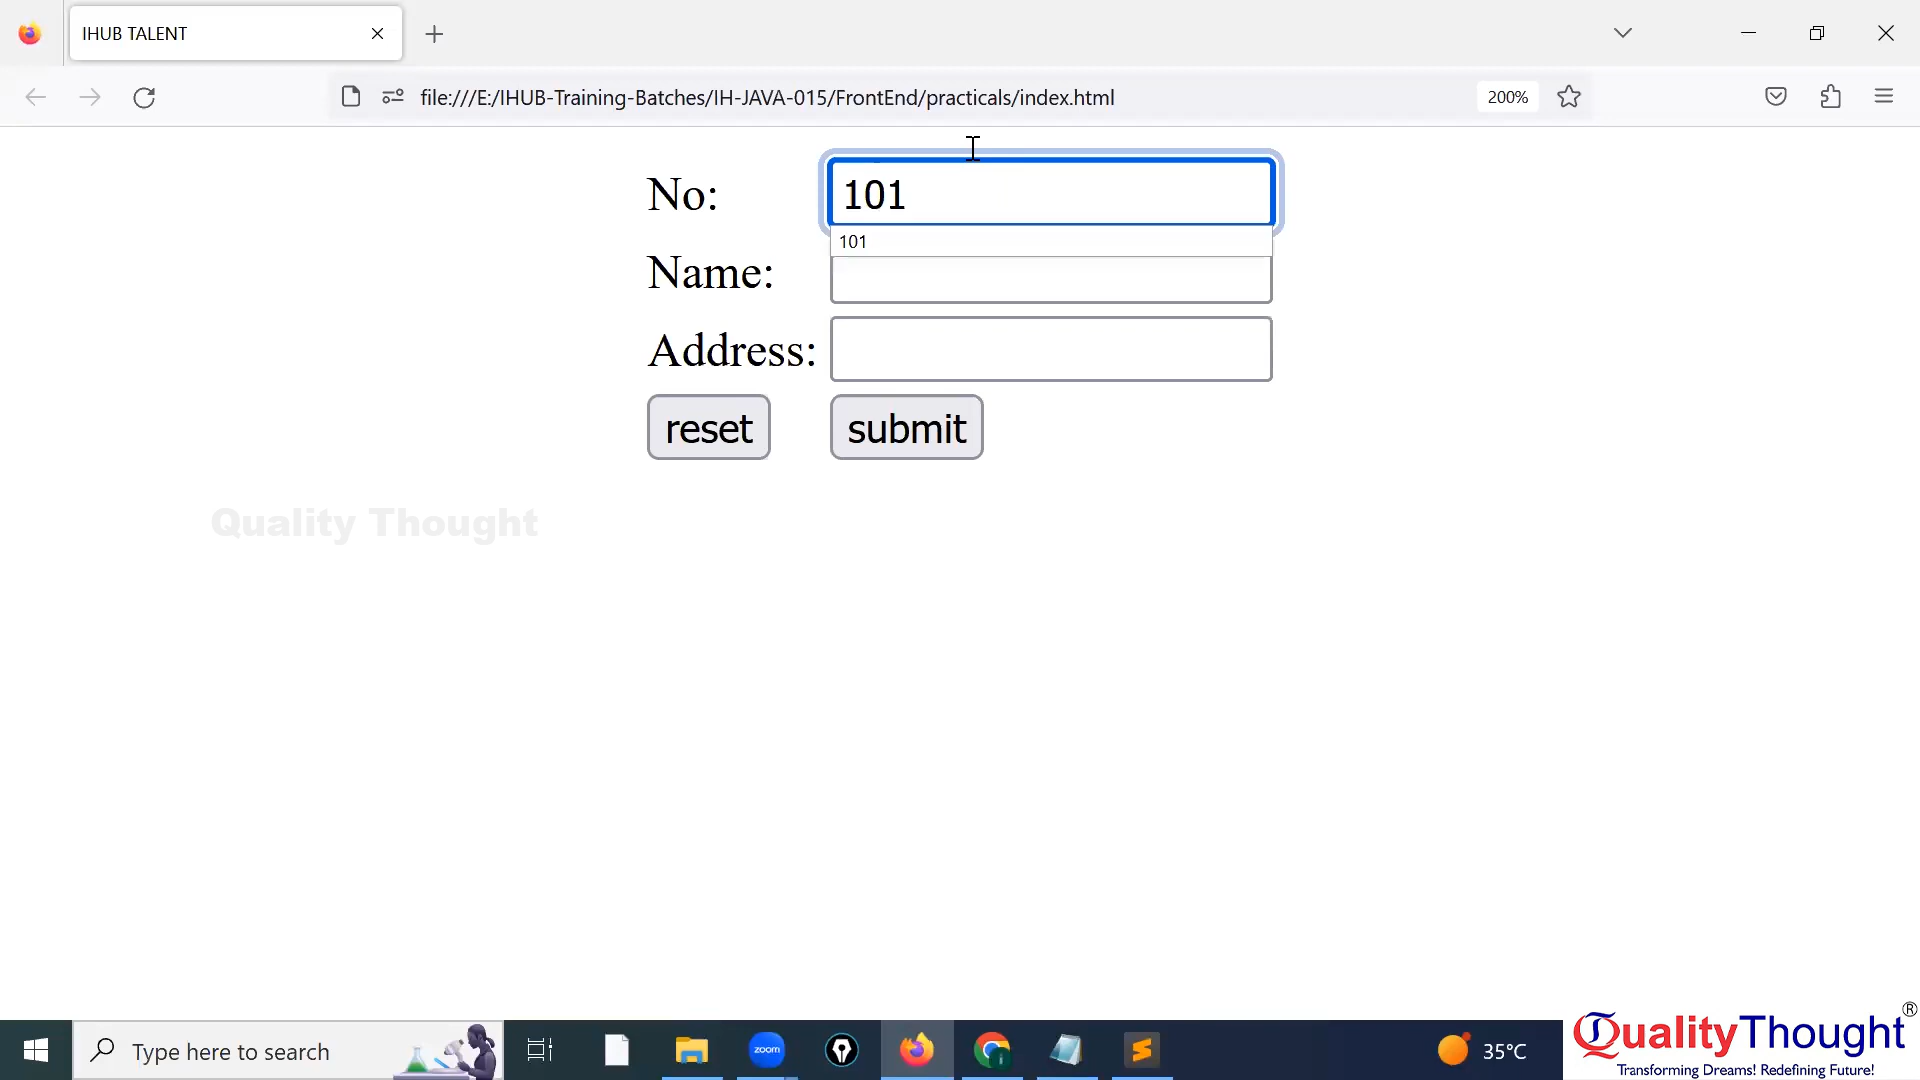 IHUB TALENT
file:///E:/IHUB-Training-Batches/IH-JAVA-015/FrontEnd/practicals/index.html
200%
No:
101
101
Name:
Address:
reset
submit
Quality Thought
Type here to search
zoom
35°C
QualityThought®
Transforming Dreams! Redefining Future!